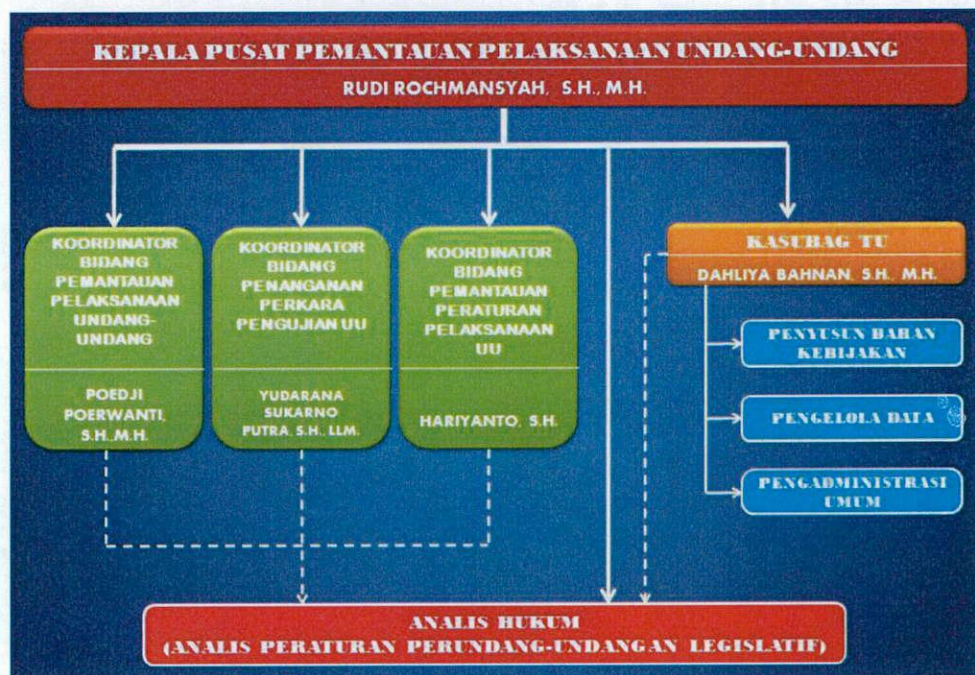 KEPALA PUSAT PEMANTAUAN PELAKSANAAN UNDANG-UNDANG
RUDI ROCHMANSYAH, S.H., M.H.
KOORDINATOR
BIDANG
PEMANTAUAN
PELAKSANAAN
UNDANG-
UNDANG
POEDJI
POERWANTI,
S.H., M.H.
KOORDINATOR
BIDANG
PENANGANAN
PERKARA
PENGUJIAN UU
YUDARANA
SUKARNO
PUTRA, S.H., LLM.
KOORDINATOR
BIDANG
PEMANTAUAN
PERATURAN
PELAKSANAAN
UU
HARIYANTO, S.H.
KASUBAG TU
DAHLIYA BAHNAN, S.H., M.H.
PENYUSUN BAHAN
KEBIJAKAN
PENGELOLA DATA
PENGADMINISTRASI
UMUM
ANALIS HUKUM
(ANALIS PERATURAN PERUNDANG-UNDANGAN LEGISLATIF)